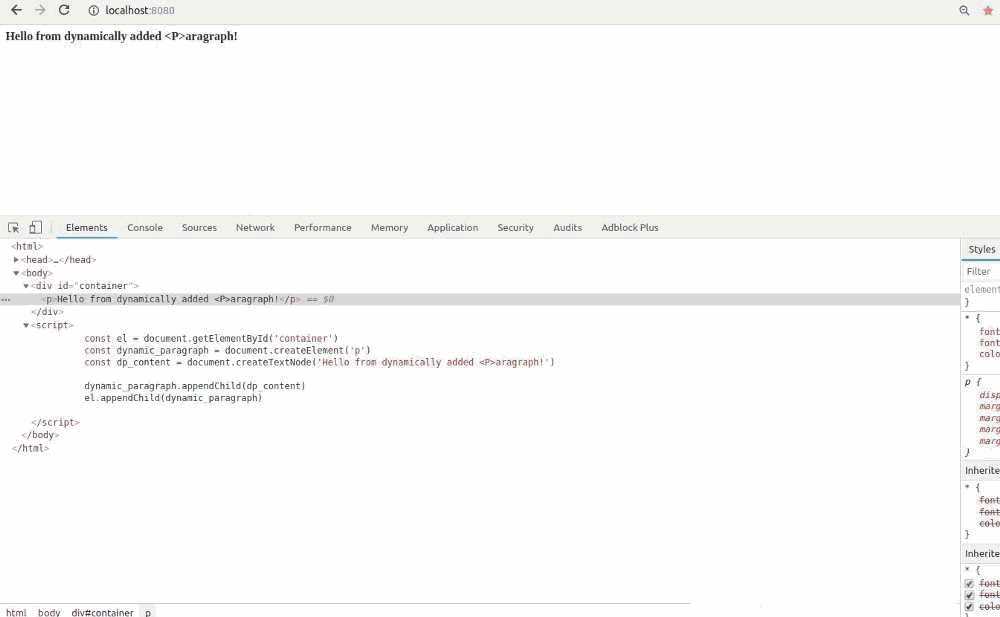 localhost:8080
Hello from dynamically added <P>aragraph!
Elements Console Sources Network Performance Memory Application Security Audits Adblock Plus
<html>
<head>…</head>
<body>
<div id="container">
<p>Hello from dynamically added <P>aragraph!</p> == $0
</div>
<script>
const el = document.getElementById('container')
const dynamic_paragraph = document.createElement('p')
const dp_content = document.createTextNode('Hello from dynamically added <P>aragraph!')
dynamic_paragraph.appendChild(dp_content)
el.appendChild(dynamic_paragraph)
</script>
</body>
</html>
html body div#container p
Styles
Filter
element
}
* {
font
font
colo
}
p {
disp
marg
marg
marg
marg
}
Inherite
* {
font
font
colo
}
Inherite
* {
font
font
colo
}